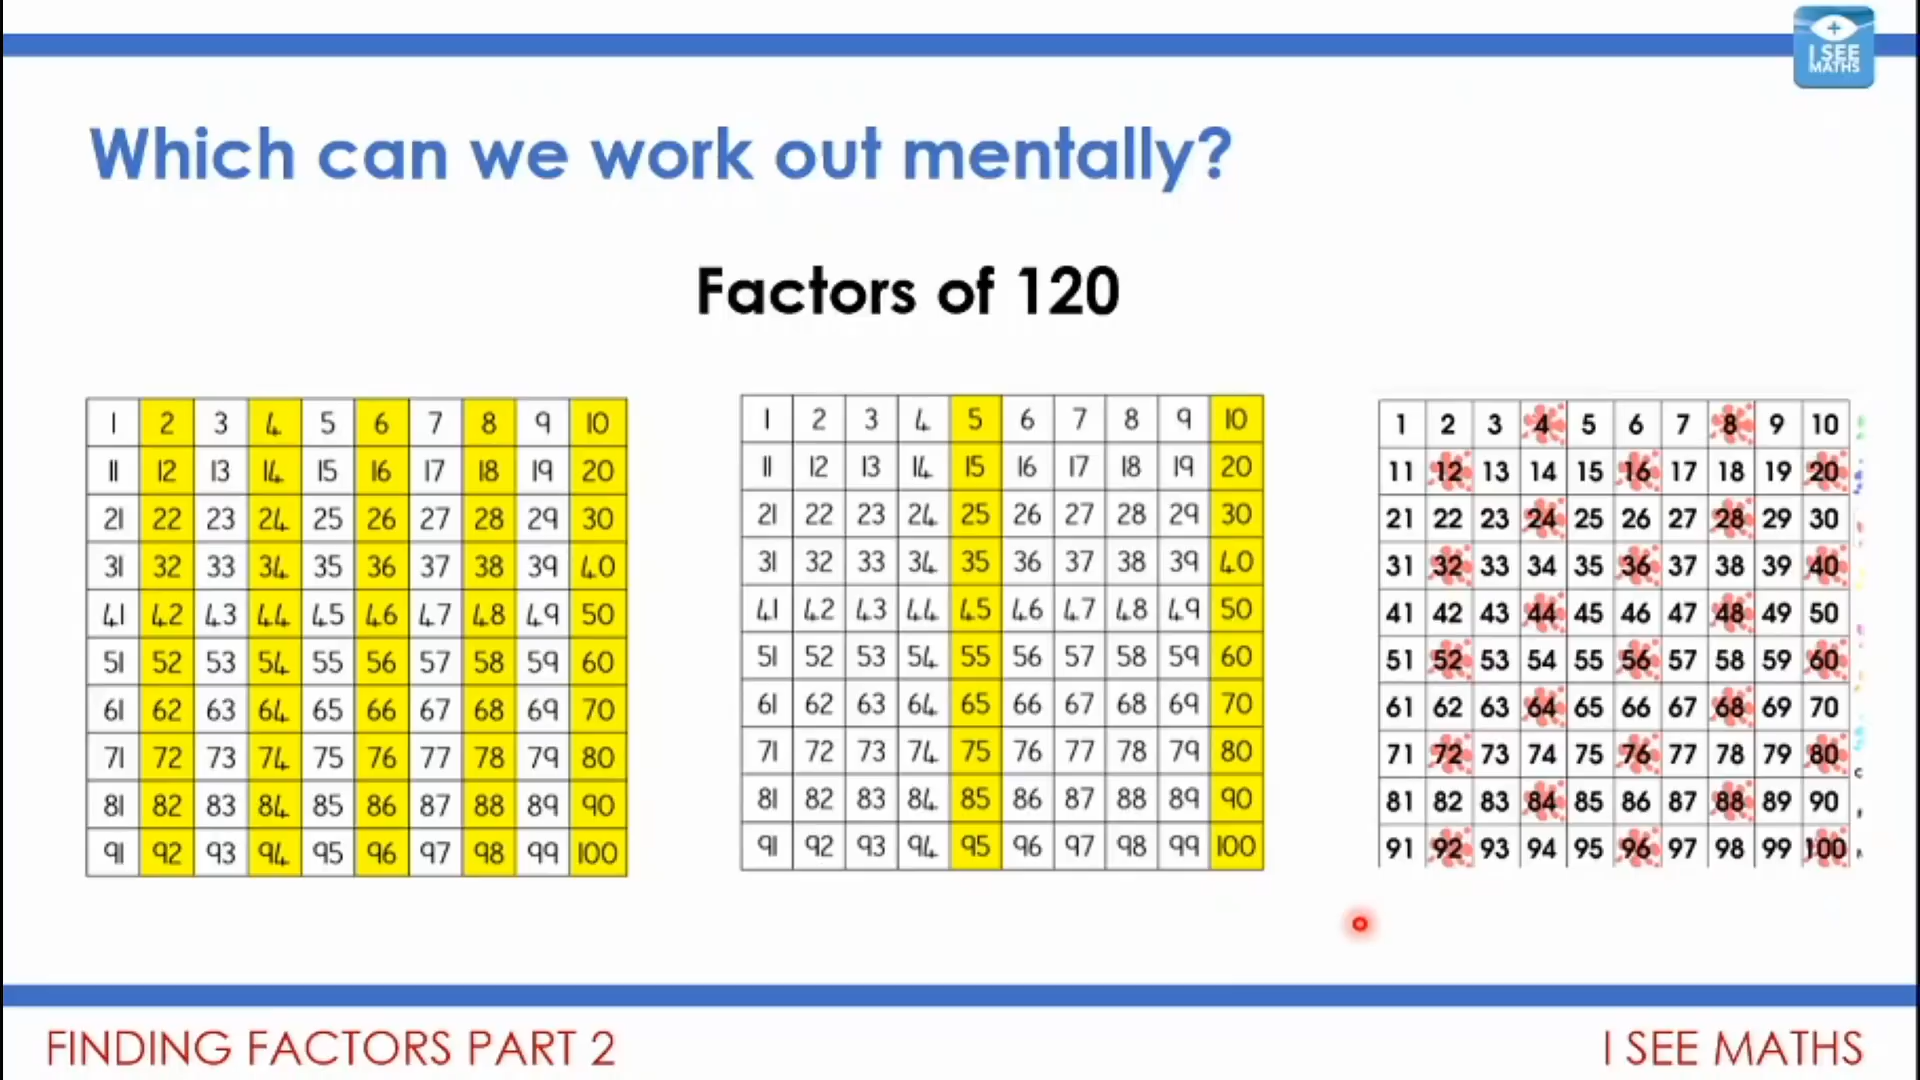 I SEE
MATHS
Which can we work out mentally?
Factors of 120
1 2 3 4 5 6 7 8 9 10
11 12 13 14 15 16 17 18 19 20
21 22 23 24 25 26 27 28 29 30
31 32 33 34 35 36 37 38 39 40
41 42 43 44 45 46 47 48 49 50
51 52 53 54 55 56 57 58 59 60
61 62 63 64 65 66 67 68 69 70
71 72 73 74 75 76 77 78 79 80
81 82 83 84 85 86 87 88 89 90
91 92 93 94 95 96 97 98 99 100
1 2 3 4 5 6 7 8 9 10
11 12 13 14 15 16 17 18 19 20
21 22 23 24 25 26 27 28 29 30
31 32 33 34 35 36 37 38 39 40
41 42 43 44 45 46 47 48 49 50
51 52 53 54 55 56 57 58 59 60
61 62 63 64 65 66 67 68 69 70
71 72 73 74 75 76 77 78 79 80
81 82 83 84 85 86 87 88 89 90
91 92 93 94 95 96 97 98 99 100
1 2 3 4 5 6 7 8 9 10
11 12 13 14 15 16 17 18 19 20
21 22 23 24 25 26 27 28 29 30
31 32 33 34 35 36 37 38 39 40
41 42 43 44 45 46 47 48 49 50
51 52 53 54 55 56 57 58 59 60
61 62 63 64 65 66 67 68 69 70
71 72 73 74 75 76 77 78 79 80
81 82 83 84 85 86 87 88 89 90
91 92 93 94 95 96 97 98 99 100
FINDING FACTORS PART 2
I SEE MATHS